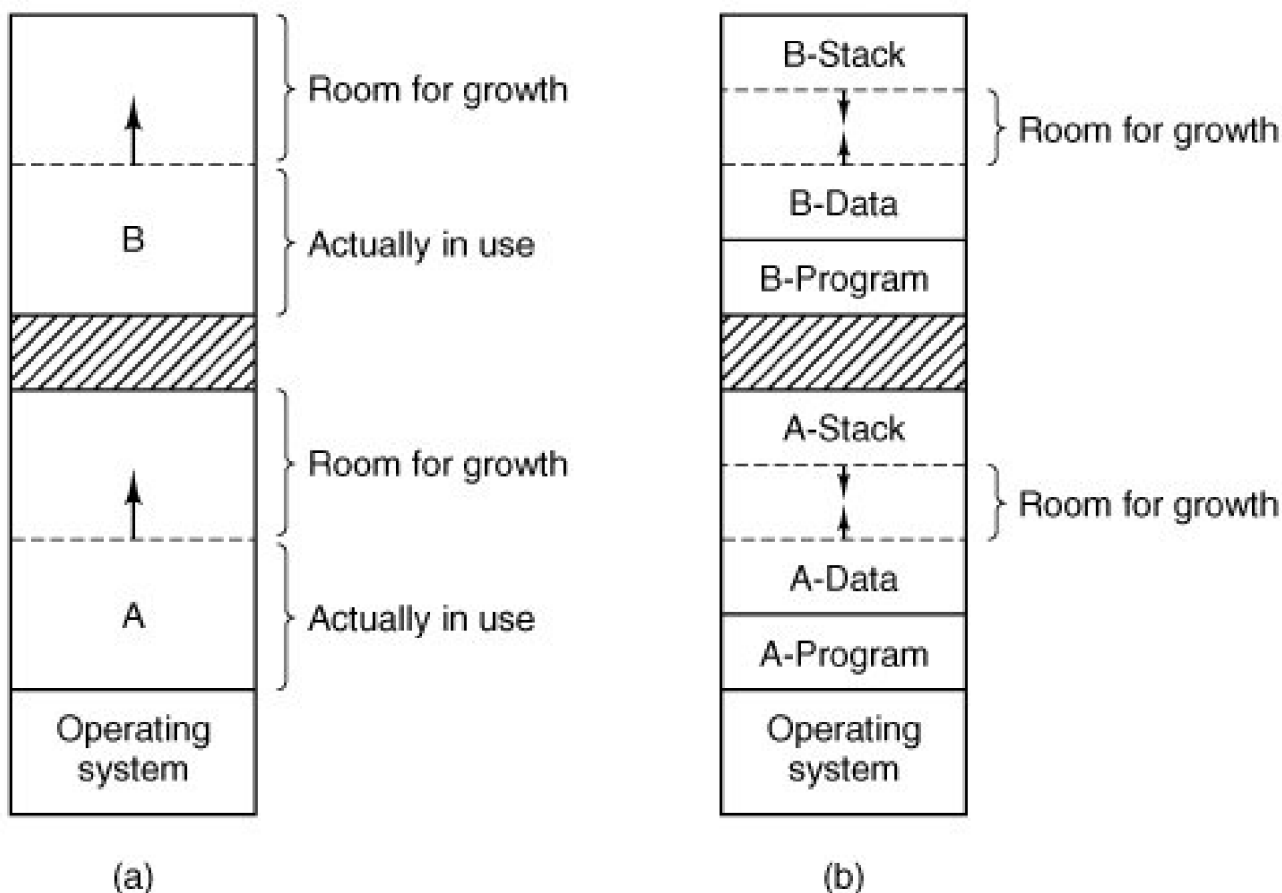 Room for growth
B
Actually in use
Room for growth
A
Actually in use
Operating
system
(a)
B-Stack
Room for growth
B-Data
B-Program
A-Stack
Room for growth
A-Data
A-Program
Operating
system
(b)